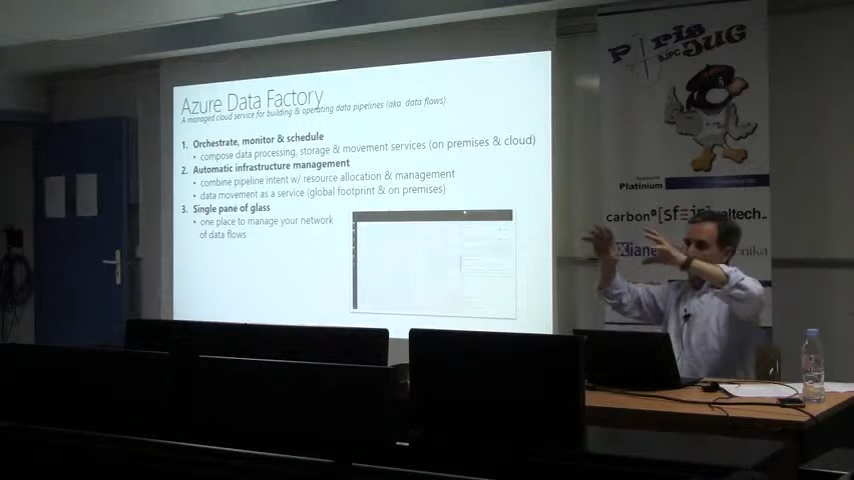 Azure Data Factory
A managed cloud service for building & operating data pipelines (aka. data flows)
1. Orchestrate, monitor & schedule
• compose data processing, storage & movement services (on premises & cloud)
2. Automatic infrastructure management
• combine pipeline intent w/ resource allocation & management
• data movement as a service (global footprint & on premises)
3. Single pane of glass
• one place to manage your network
of data flows
Paris
JUG
Platinium
carbon